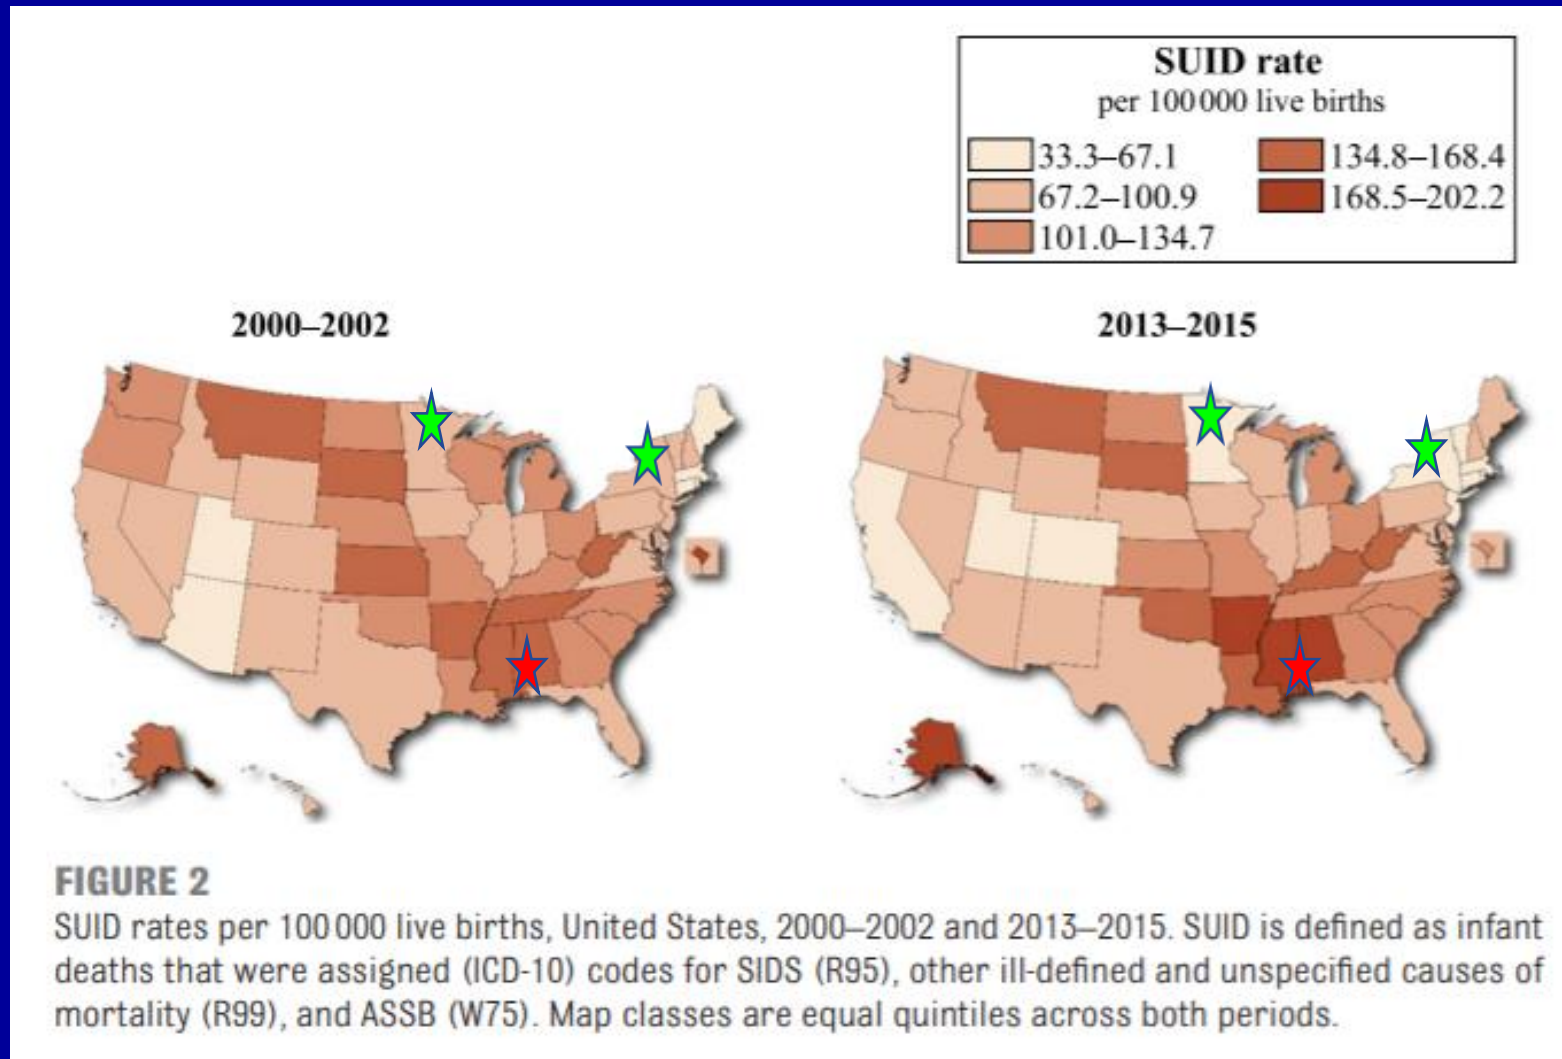 SUID rate
per 100 000 live births
33.3–67.1
134.8–168.4
67.2–100.9
168.5–202.2
101.0–134.7
2000–2002
2013–2015
FIGURE 2
SUID rates per 100 000 live births, United States, 2000–2002 and 2013–2015. SUID is defined as infant
deaths that were assigned (ICD-10) codes for SIDS (R95), other ill-defined and unspecified causes of
mortality (R99), and ASSB (W75). Map classes are equal quintiles across both periods.